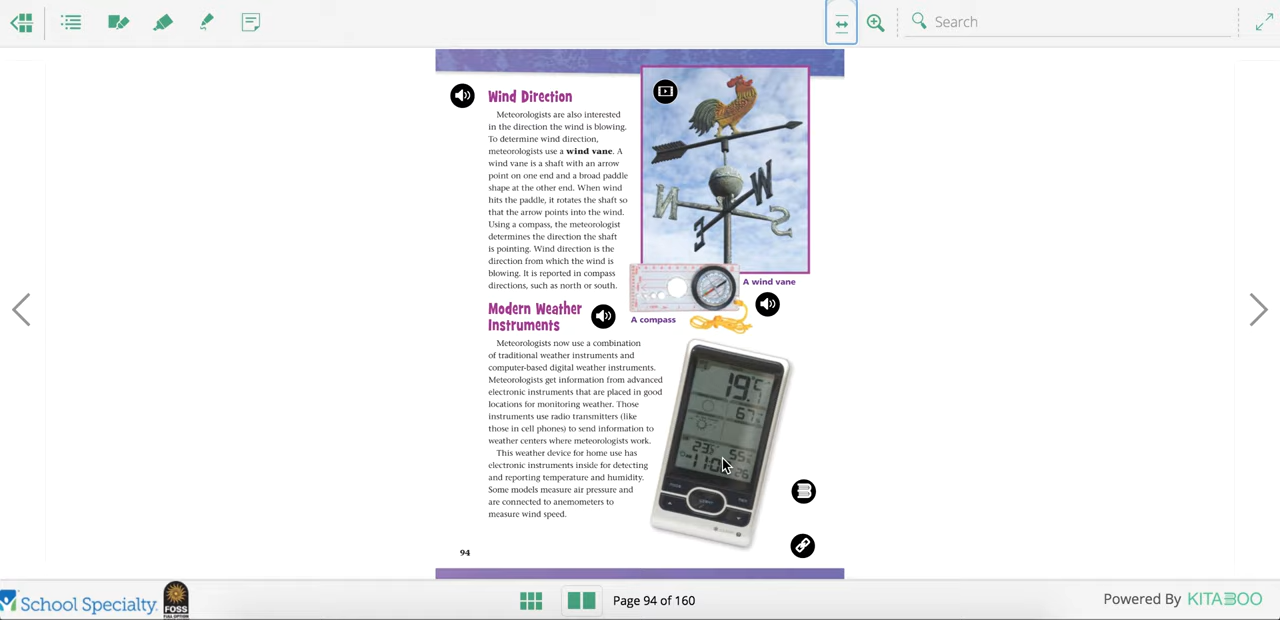 Search
Wind Direction
Meteorologists are also interested
in the direction the wind is blowing.
To determine wind direction,
meteorologists use a wind vane. A
wind vane is a shaft with an arrow
point on one end and a broad paddle
shape at the other end. When wind
hits the paddle, it rotates the shaft so
that the arrow points into the wind.
Using a compass, the meteorologist
determines the direction the shaft
is pointing. Wind direction is the
direction from which the wind is
blowing. It is reported in compass
directions, such as north or south.
N
W
E
S
A wind vane
A compass
Modern Weather
Instruments
Meteorologists now use a combination
of traditional weather instruments and
computer-based digital weather instruments.
Meteorologists get information from advanced
electronic instruments that are placed in good
locations for monitoring weather. Those
instruments use radio transmitters (like
those in cell phones) to send information to
weather centers where meteorologists work.
This weather device for home use has
electronic instruments inside for detecting
and reporting temperature and humidity.
Some models measure air pressure and
are connected to anemometers to
measure wind speed.
94
School Specialty.
FOSS
Page 94 of 160
Powered By KITABOO